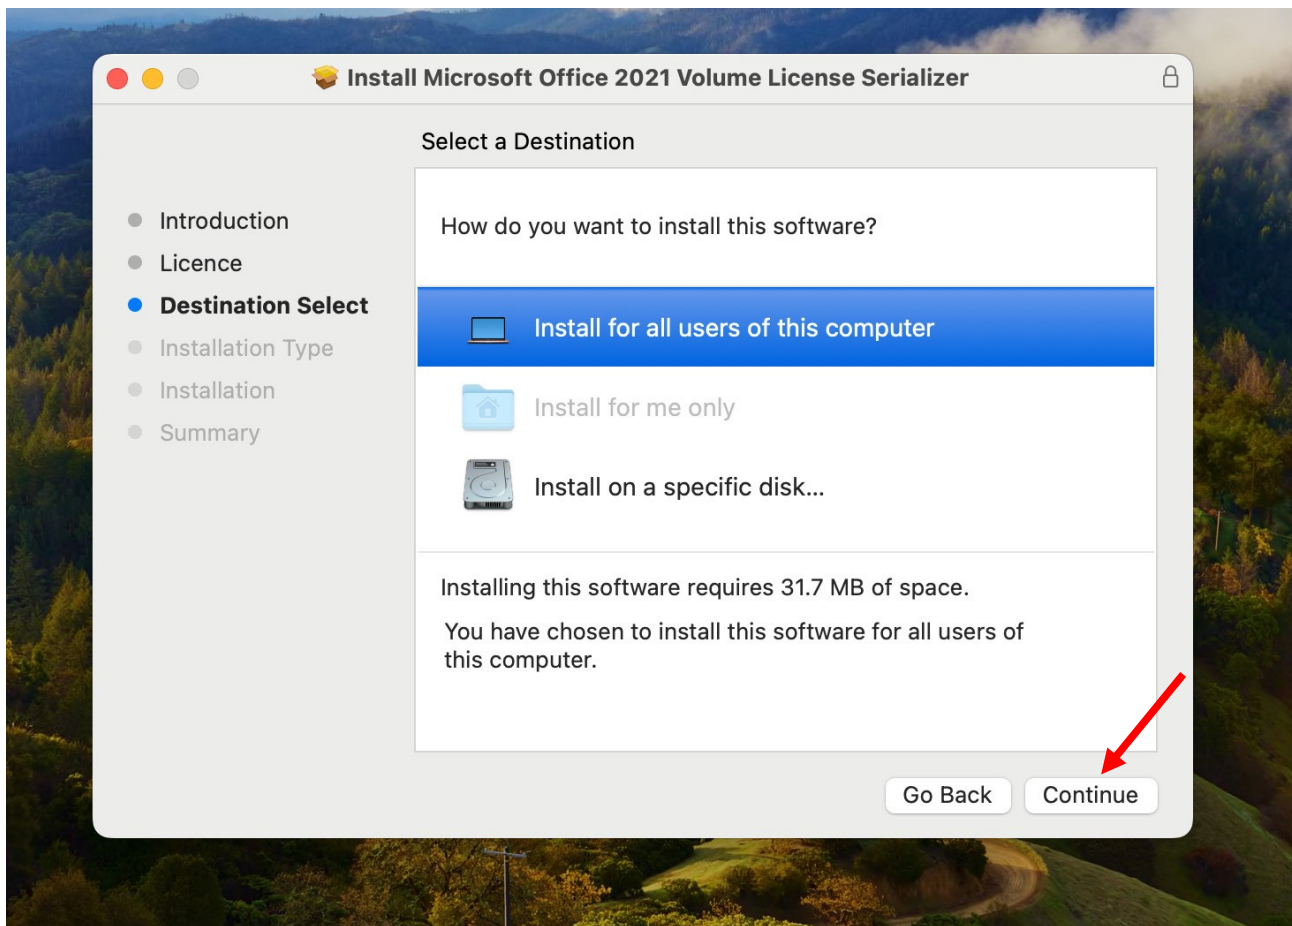 Install Microsoft Office 2021 Volume License Serializer
Select a Destination
Introduction
Licence
Destination Select
Installation Type
Installation
Summary
How do you want to install this software?
Install for all users of this computer
Install for me only
Install on a specific disk...
Installing this software requires 31.7 MB of space.
You have chosen to install this software for all users of
this computer.
Go Back
Continue